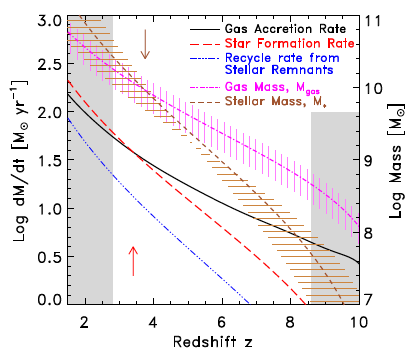 Gas Accretion Rate
Star Formation Rate
Recycle rate from
Stellar Remnants
Gas Mass, M_gas
Stellar Mass, M_*
3.0
2.5
2.0
1.5
1.0
0.5
0.0
Log dM/dt [M☉ yr⁻¹]
11
10
9
8
7
Log Mass [M☉]
2
4
6
8
10
Redshift z